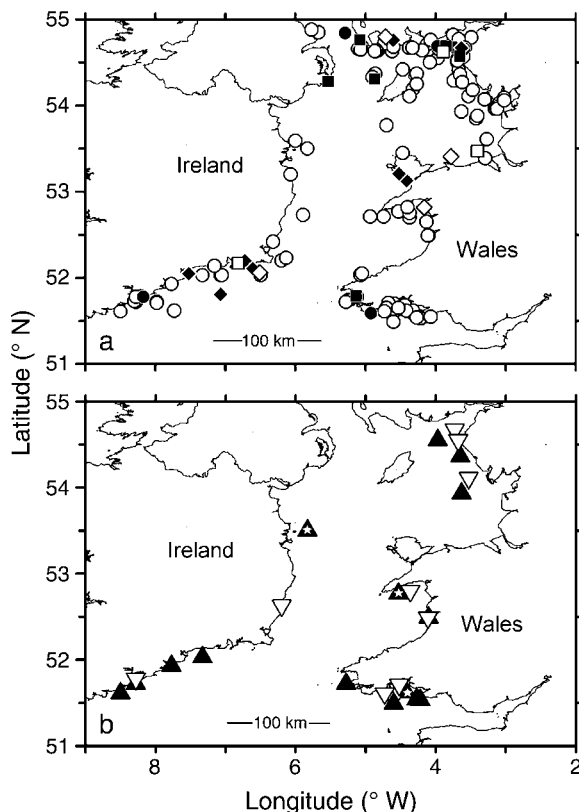 55
54
53
52
51
Ireland
Wales
a
100 km
Latitude (° N)
55
54
53
52
51
Ireland
Wales
b
100 km
8
6
4
2
Longitude (° W)